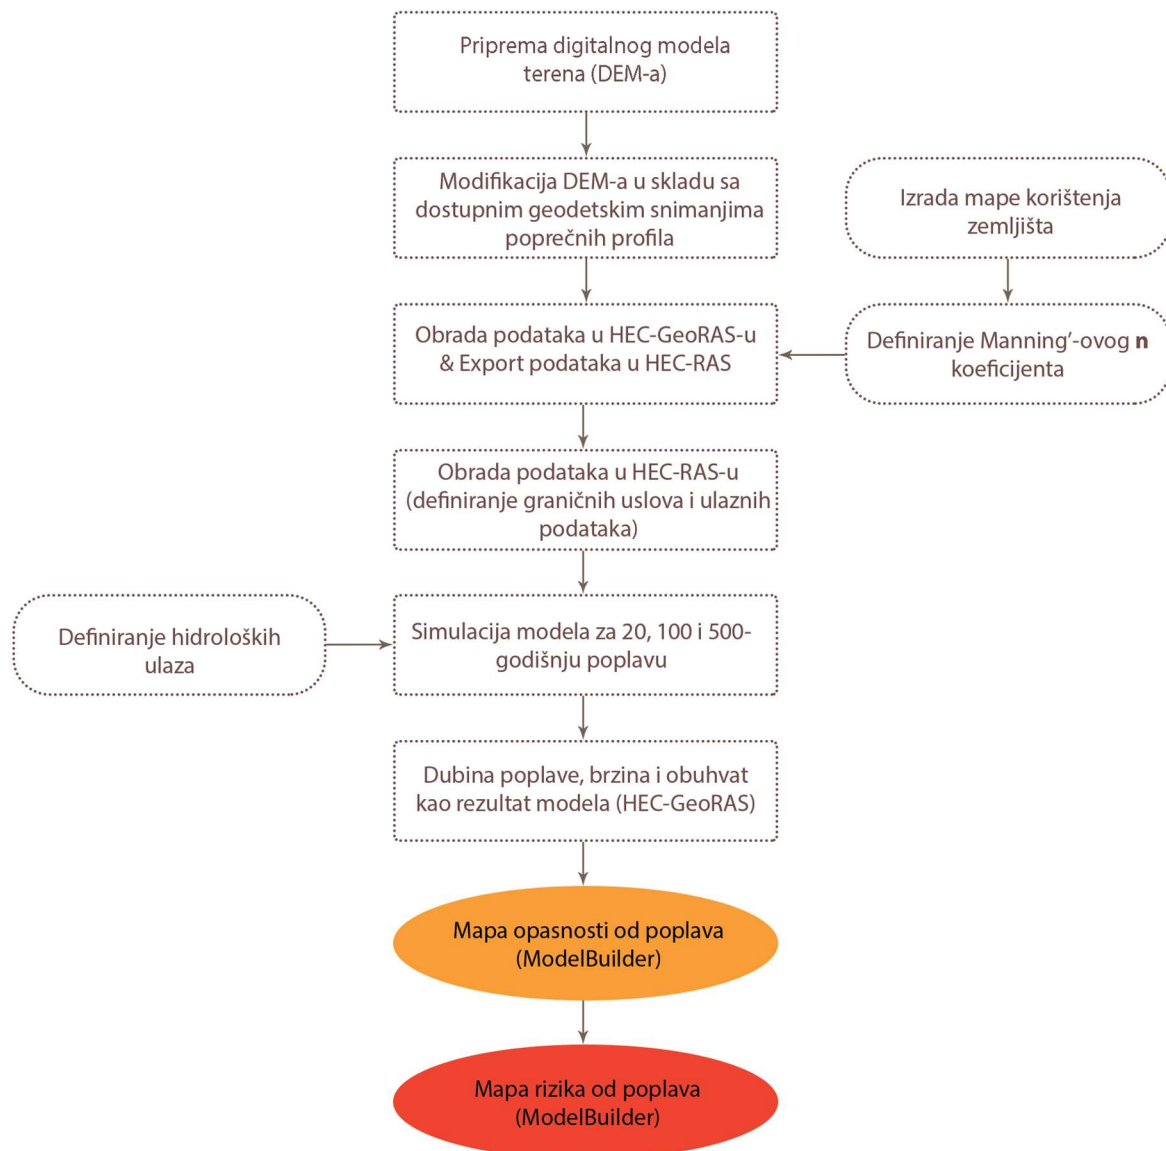 Priprema digitalnog modela
terena (DEM-a)
Modifikacija DEM-a u skladu sa
dostupnim geodetskim snimanjima
poprečnih profila
Izrada mape korištenja
zemljišta
Obrada podataka u HEC-GeoRAS-u
& Export podataka u HEC-RAS
Definiranje Manning’-ovog n
koeficijenta
Obrada podataka u HEC-RAS-u
(definiranje graničnih uslova i ulaznih
podataka)
Definiranje hidroloških
ulaza
Simulacija modela za 20, 100 i 500-
godišnju poplavu
Dubina poplave, brzina i obuhvat
kao rezultat modela (HEC-GeoRAS)
Mapa opasnosti od poplava
(ModelBuilder)
Mapa rizika od poplava
(ModelBuilder)